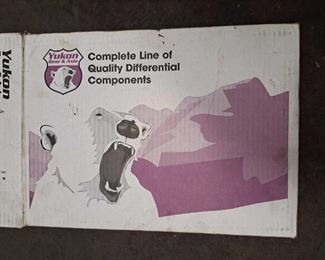 Yukon
Gear & Axle
Complete Line of
Quality Differential
Components
Yukon